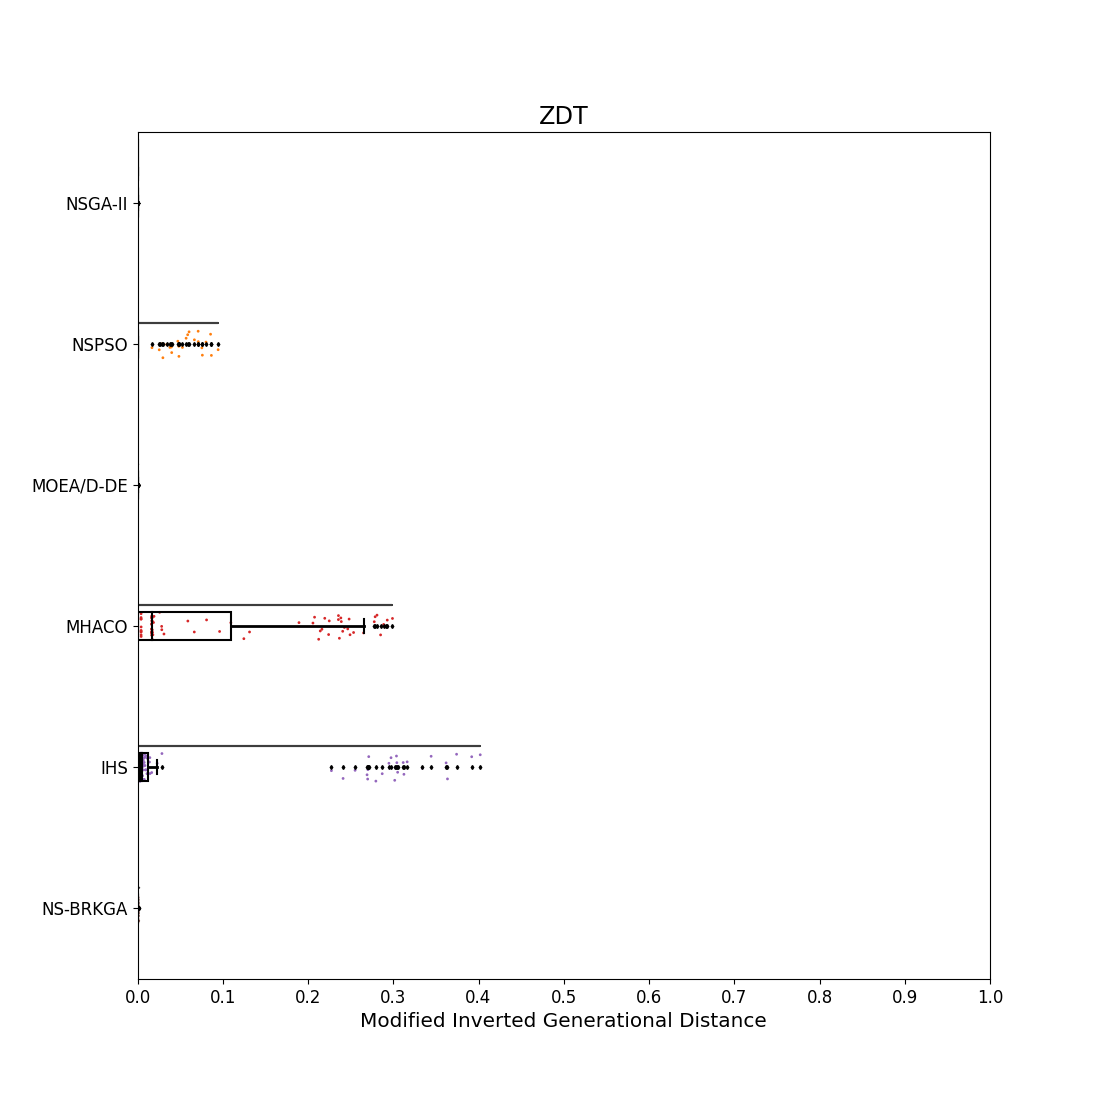 ZDT
NSGA-II
NSPSO
MOEA/D-DE
MHACO
IHS
NS-BRKGA
0.0 0.1 0.2 0.3 0.4 0.5 0.6 0.7 0.8 0.9 1.0
Modified Inverted Generational Distance